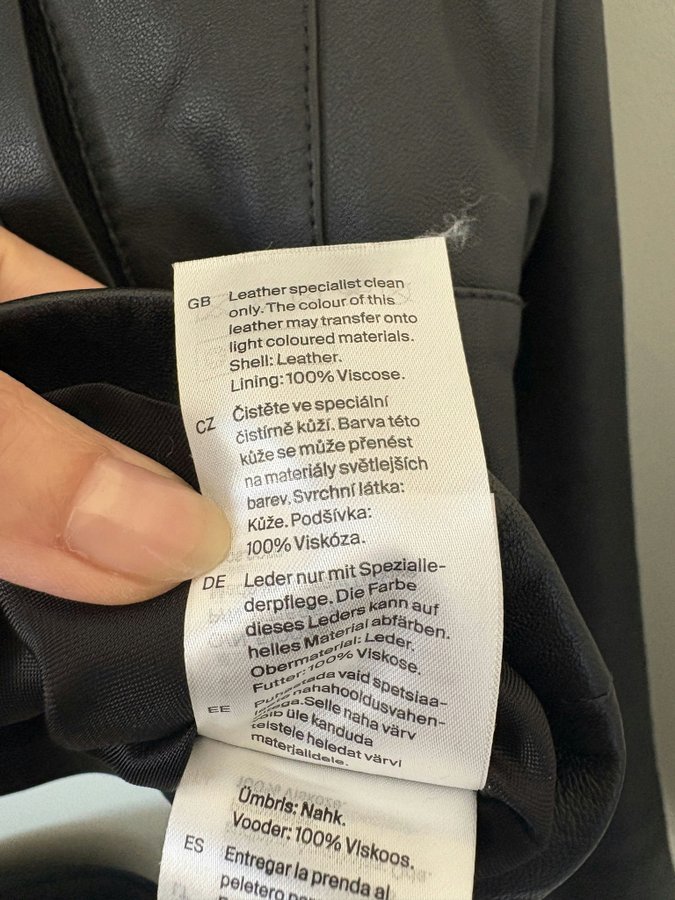 GB Leather specialist clean
only. The colour of this
leather may transfer onto
light coloured materials.
Shell: Leather.
Lining: 100% Viscose.
CZ Čistěte ve speciální
čistírně kůží. Barva této
kůže se může přenést
na materiály světlejších
barev. Svrchní látka:
Kůže. Podšívka:
100% Viskóza.
DE Leder nur mit Spezialle-
derpflege. Die Farbe
dieses Leders kann auf
helles Material abfärben.
Obermaterial: Leder.
Futter: 100% Viskose.
EE Puhastada vaid spetsiaa-
nahahooldusvahen-
Selle naha värv
võib üle kanduda
teistele heledat värvi
materjalidele.
Ümbris: Nahk.
Vooder: 100% Viskoos.
ES Entregar la prenda al
peletero